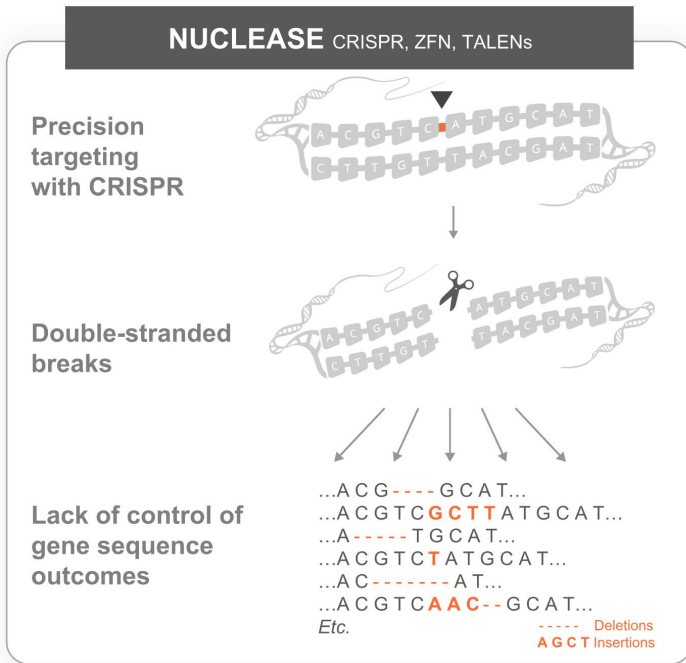 NUCLEASE CRISPR, ZFN, TALENs
Precision
targeting
with CRISPR
A C G T C A T G C A T
C T T G T T A C G A T
Double-stranded
breaks
A C G T C
A T G C A T
C T T G T
T A C G A T
Lack of control of
gene sequence
outcomes
...A C G - - - - G C A T...
...A C G T C G C T T A T G C A T...
...A - - - - - T G C A T...
...A C G T C T A T G C A T...
...A C - - - - - - - A T...
...A C G T C A A C - - G C A T...
Etc.
- - - - - Deletions
A G C T Insertions